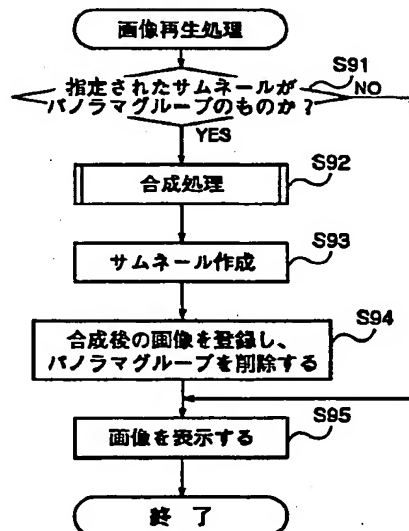 画像再生処理
S91
指定されたサムネールが
パノラマグループのものか?
NO
YES
S92
合成処理
S93
サムネール作成
S94
合成後の画像を登録し、
パノラマグループを削除する
S95
画像を表示する
終了